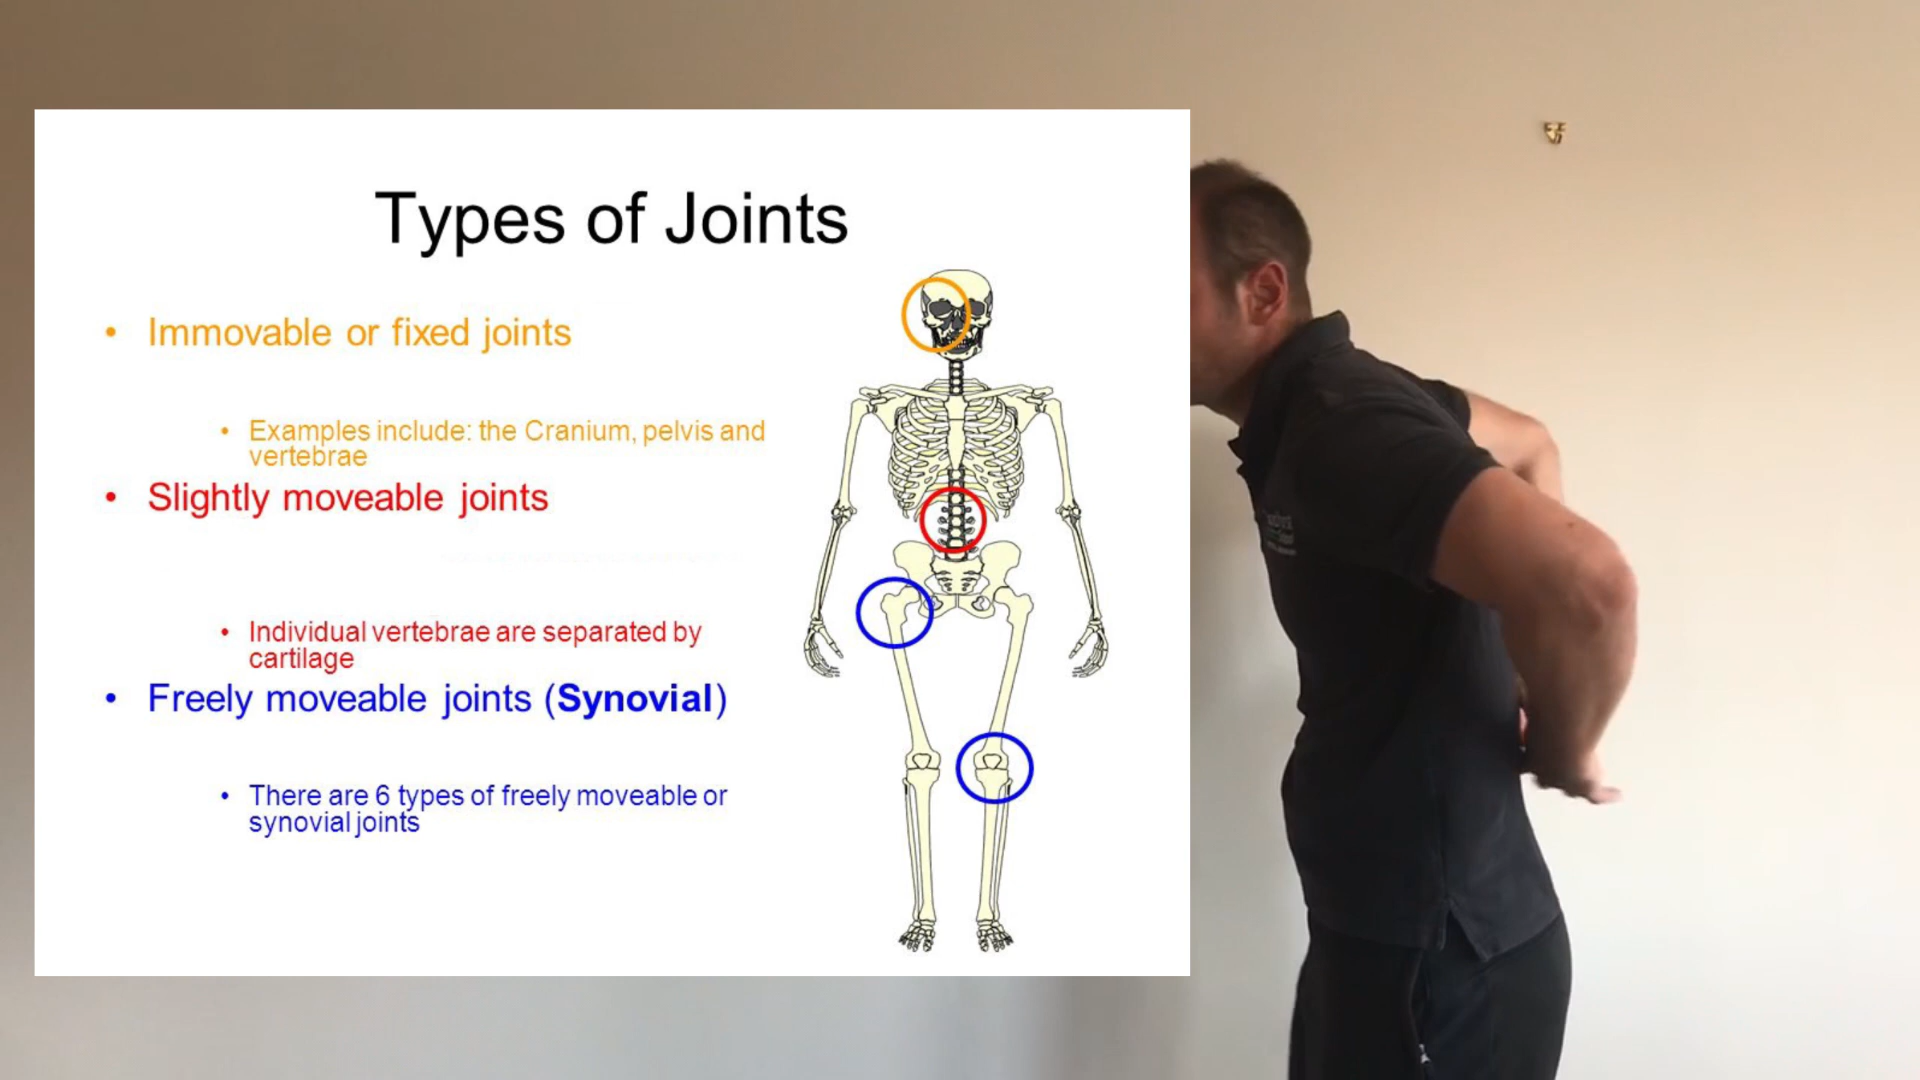 Types of Joints
• Immovable or fixed joints
• Examples include: the Cranium, pelvis and
vertebrae
• Slightly moveable joints
• Individual vertebrae are separated by
cartilage
• Freely moveable joints (Synovial)
• There are 6 types of freely moveable or
synovial joints